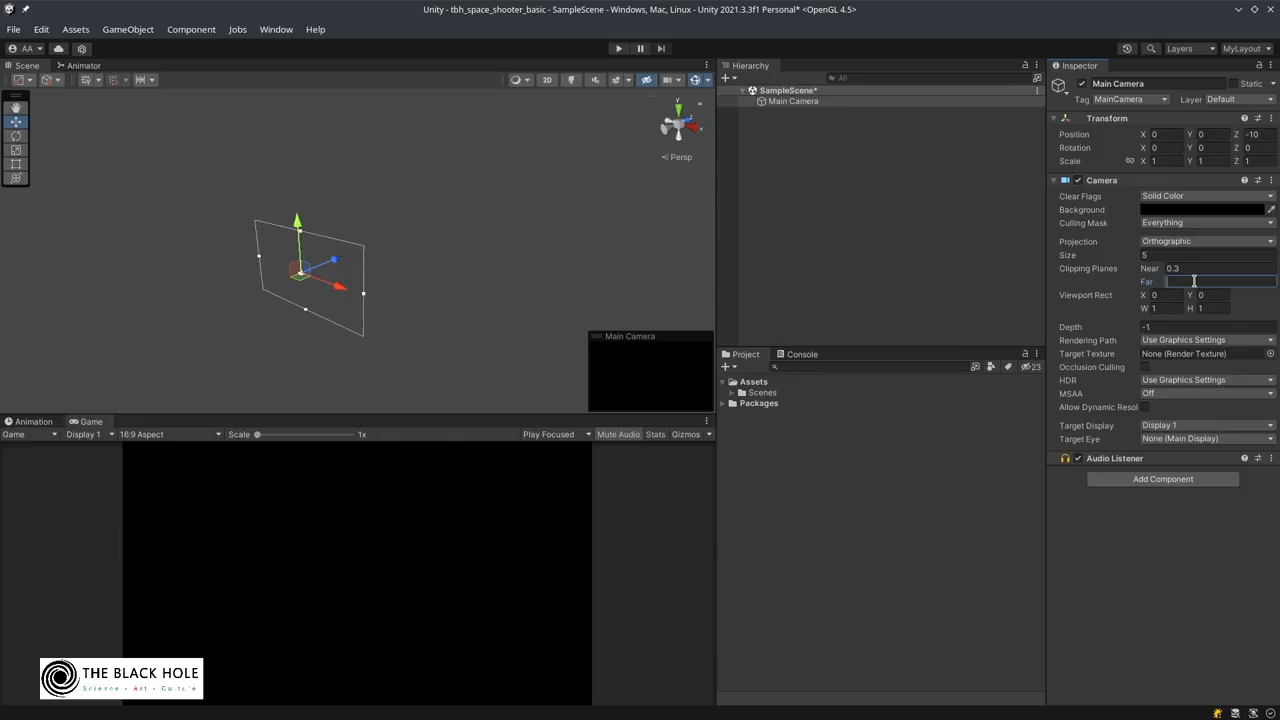 Unity - tbh_space_shooter_basic - SampleScene - Windows, Mac, Linux - Unity 2021.3.3f1 Personal* <OpenGL 4.5>
File Edit Assets GameObject Component Jobs Window Help
AA Layers MyLayout
Scene Animator
2D
y
x
z
Persp
Main Camera
Animation Game
Game Display 1 16:9 Aspect Scale 1x Play Focused Mute Audio Stats Gizmos
THE BLACK HOLE
Science - Art - Culture
Hierarchy
All
SampleScene*
Main Camera
Project Console
23
Assets
Scenes
Packages
Inspector
Main Camera Static
Tag MainCamera Layer Default
Transform
Position X 0 Y 0 Z -10
Rotation X 0 Y 0 Z 0
Scale X 1 Y 1 Z 1
Camera
Clear Flags Solid Color
Background
Culling Mask Everything
Projection Orthographic
Size 5
Clipping Planes Near 0.3
Far
Viewport Rect X 0 Y 0
W 1 H 1
Depth -1
Rendering Path Use Graphics Settings
Target Texture None (Render Texture)
Occlusion Culling
HDR Use Graphics Settings
MSAA Off
Allow Dynamic Resol
Target Display Display 1
Target Eye None (Main Display)
Audio Listener
Add Component